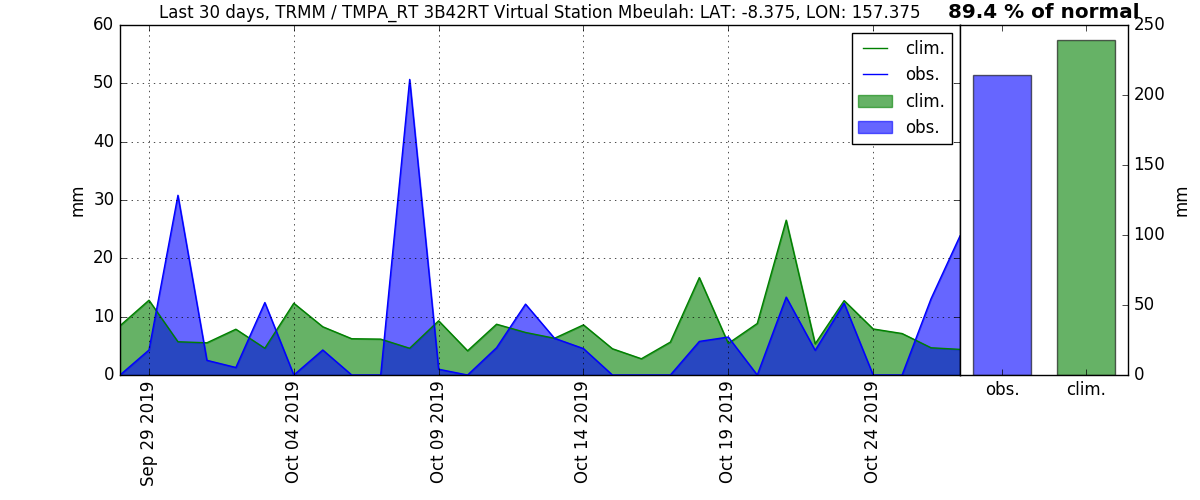 Last 30 days, TRMM / TMPA_RT 3B42RT Virtual Station Mbeulah: LAT: -8.375, LON: 157.375
89.4 % of normal
60
50
40
30
20
10
0
mm
clim.
obs.
clim.
obs.
250
200
150
100
50
0
mm
obs.
clim.
Sep 29 2019
Oct 04 2019
Oct 09 2019
Oct 14 2019
Oct 19 2019
Oct 24 2019